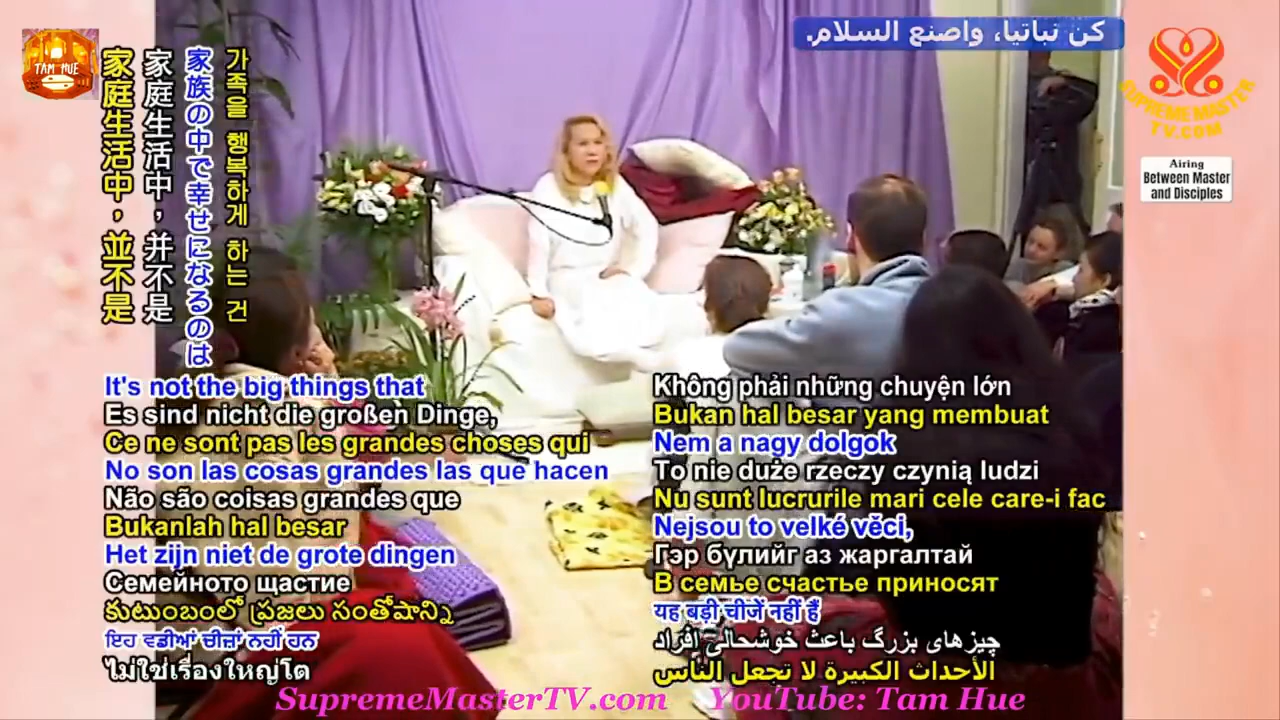 TAM HUE
كن نباتيا، واصنع السلام.
SUPREME MASTER
TV.COM
Airing
Between Master
and Disciples
家庭生活中，並不是
家庭生活中，并不是
家族の中で幸せになるのは
가족을 행복하게 하는 건
It's not the big things that
Es sind nicht die großen Dinge,
Ce ne sont pas les grandes choses qui
No son las cosas grandes las que hacen
Não são coisas grandes que
Bukanlah hal besar
Het zijn niet de grote dingen
Семейното щастие
కుటుంబంలో ప్రజలు సంతోషాన్ని
ਇਹ ਵਡੀਆਂ ਚੀਜ਼ਾਂ ਨਹੀਂ ਹਨ
ไม่ใช่เรื่องใหญ่โต
Không phải những chuyện lớn
Bukan hal besar yang membuat
Nem a nagy dolgok
To nie duże rzeczy czynią ludzi
Nu sunt lucrurile mari cele care-i fac
Nejsou to velké věci,
Гэр бүлийг аз жаргалтай
В семье счастье приносят
यह बड़ी चीजें नहीं हैं
چیزهای بزرگ باعث خوشحالی افراد
الأحداث الكبيرة لا تجعل الناس
SupremeMasterTV.com YouTube: Tam Hue